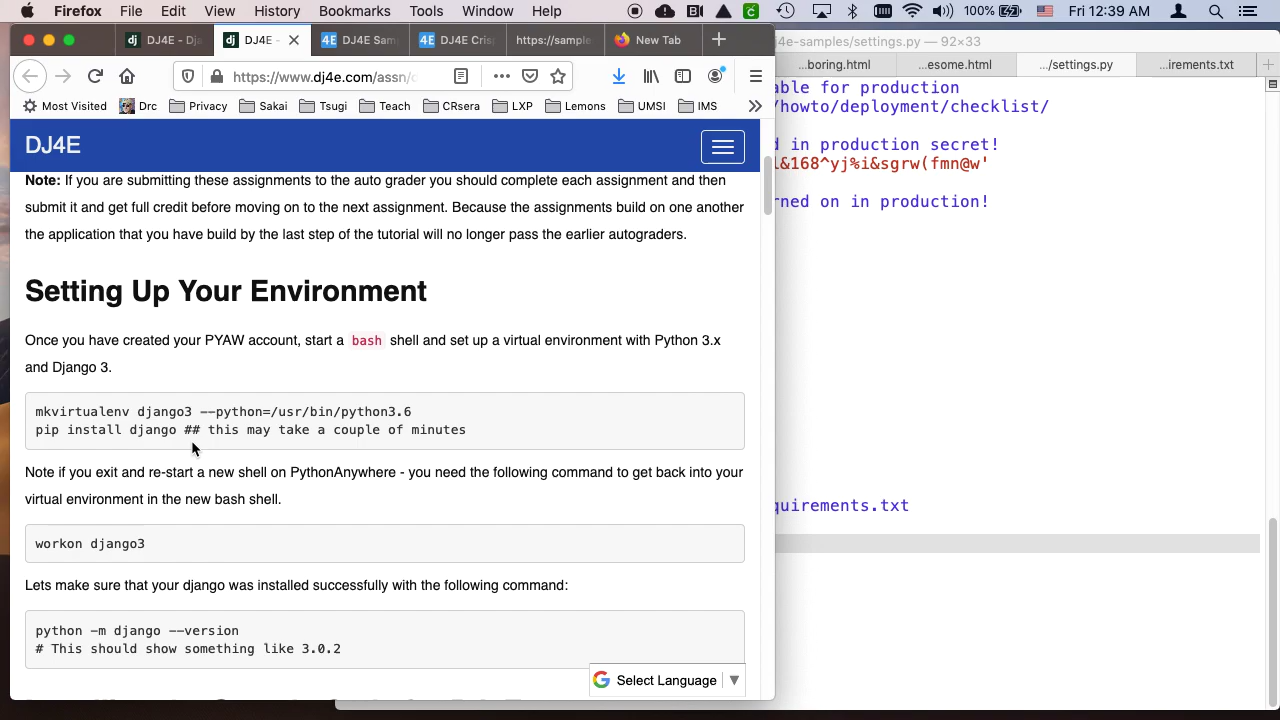 Firefox File Edit View History Bookmarks Tools Window Help 100% Fri 12:39 AM
DJ4E - Dja DJ4E - DJ4E Sam DJ4E Cris https://sample New Tab
4e-samples/settings.py — 92×33
https://www.dj4e.com/assn/d
...boring.html ...esome.html .../settings.py ...irements.txt
Most Visited Drc Privacy Sakai Tsugi Teach CRsera LXP Lemons UMSI IMS
able for production
/howto/deployment/checklist/
DJ4E
d in production secret!
&168^yj%i&sgrw(fmn@w'
rned on in production!
Note: If you are submitting these assignments to the auto grader you should complete each assignment and then
submit it and get full credit before moving on to the next assignment. Because the assignments build on one another
the application that you have build by the last step of the tutorial will no longer pass the earlier autograders.
Setting Up Your Environment
Once you have created your PYAW account, start a bash shell and set up a virtual environment with Python 3.x
and Django 3.
mkvirtualenv django3 --python=/usr/bin/python3.6
pip install django ## this may take a couple of minutes
Note if you exit and re-start a new shell on PythonAnywhere - you need the following command to get back into your
virtual environment in the new bash shell.
quirements.txt
workon django3
Lets make sure that your django was installed successfully with the following command:
python -m django --version
# This should show something like 3.0.2
Select Language